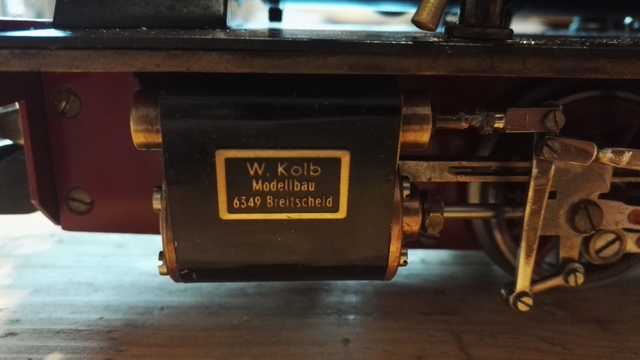 W. Kolb
Modellbau
6349 Breitscheid